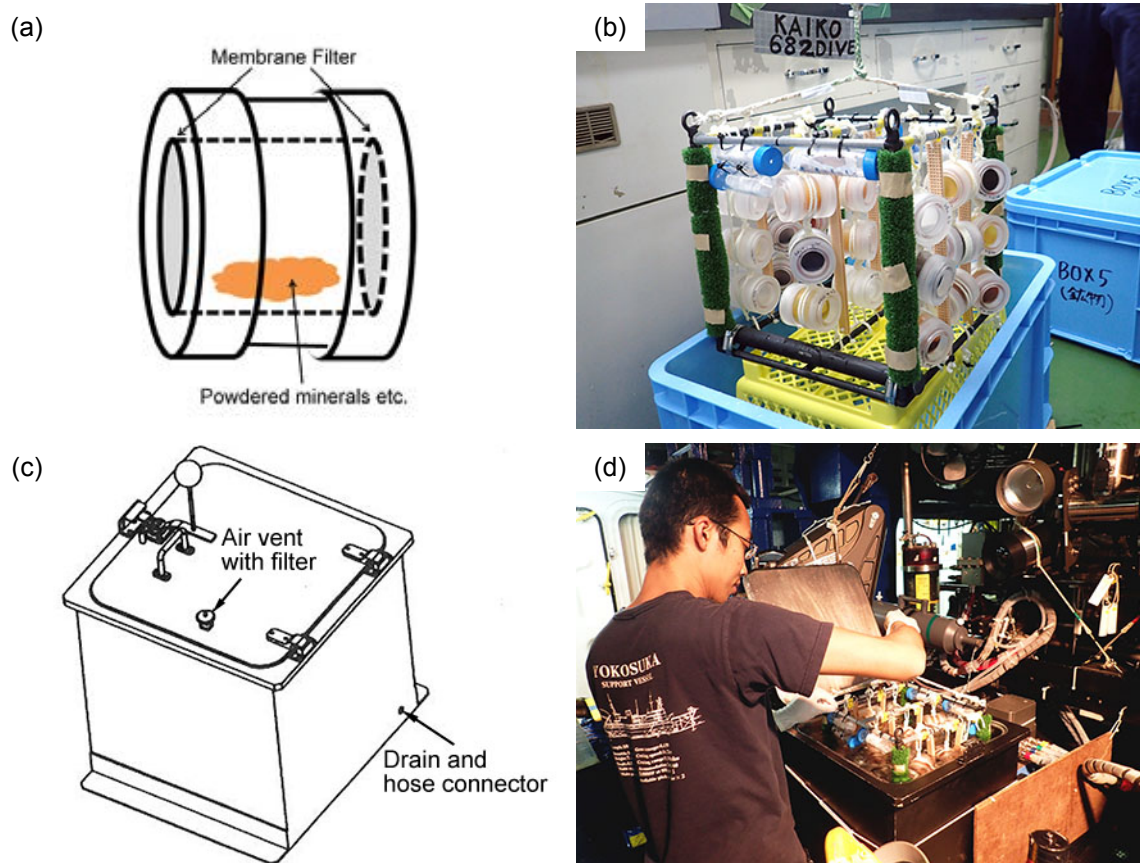 (a)
Membrane Filter
Powdered minerals etc.
(b)
KAIKO
682DIVE
BOX5
BOX5
(c)
Air vent
with filter
Drain and
hose connector
(d)
YOKOSUKA
SUPPORT VESSEL